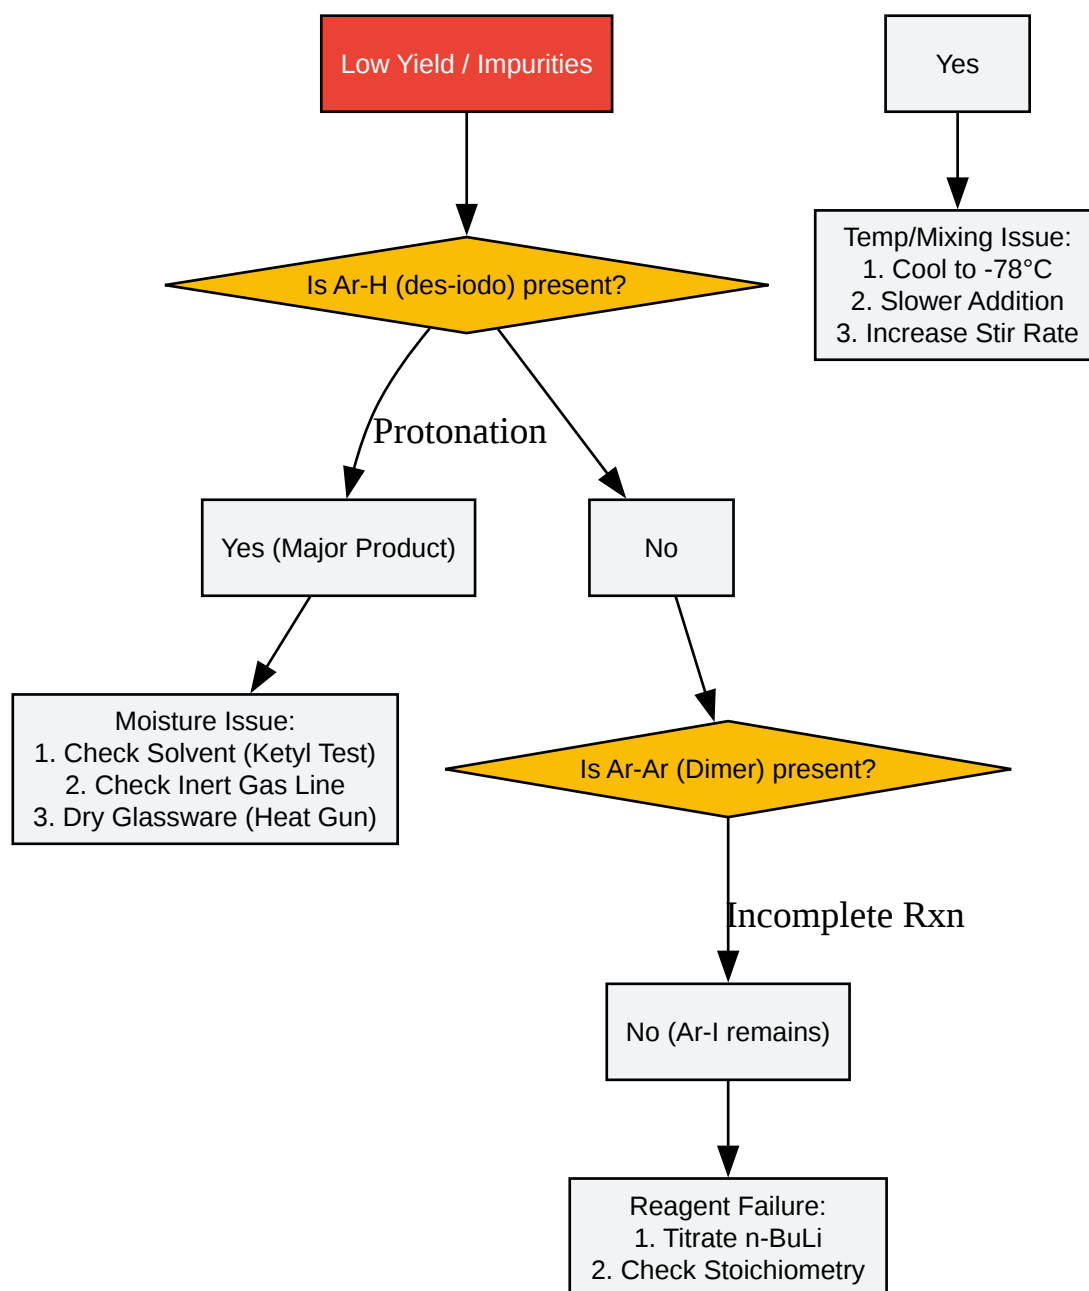 Low Yield / Impurities
Yes
Temp/Mixing Issue:
1. Cool to -78°C
2. Slower Addition
3. Increase Stir Rate
Is Ar-H (des-iodo) present?
Protonation
Yes (Major Product)
No
Moisture Issue:
1. Check Solvent (Ketyl Test)
2. Check Inert Gas Line
3. Dry Glassware (Heat Gun)
Is Ar-Ar (Dimer) present?
Incomplete Rxn
No (Ar-I remains)
Reagent Failure:
1. Titrate n-BuLi
2. Check Stoichiometry